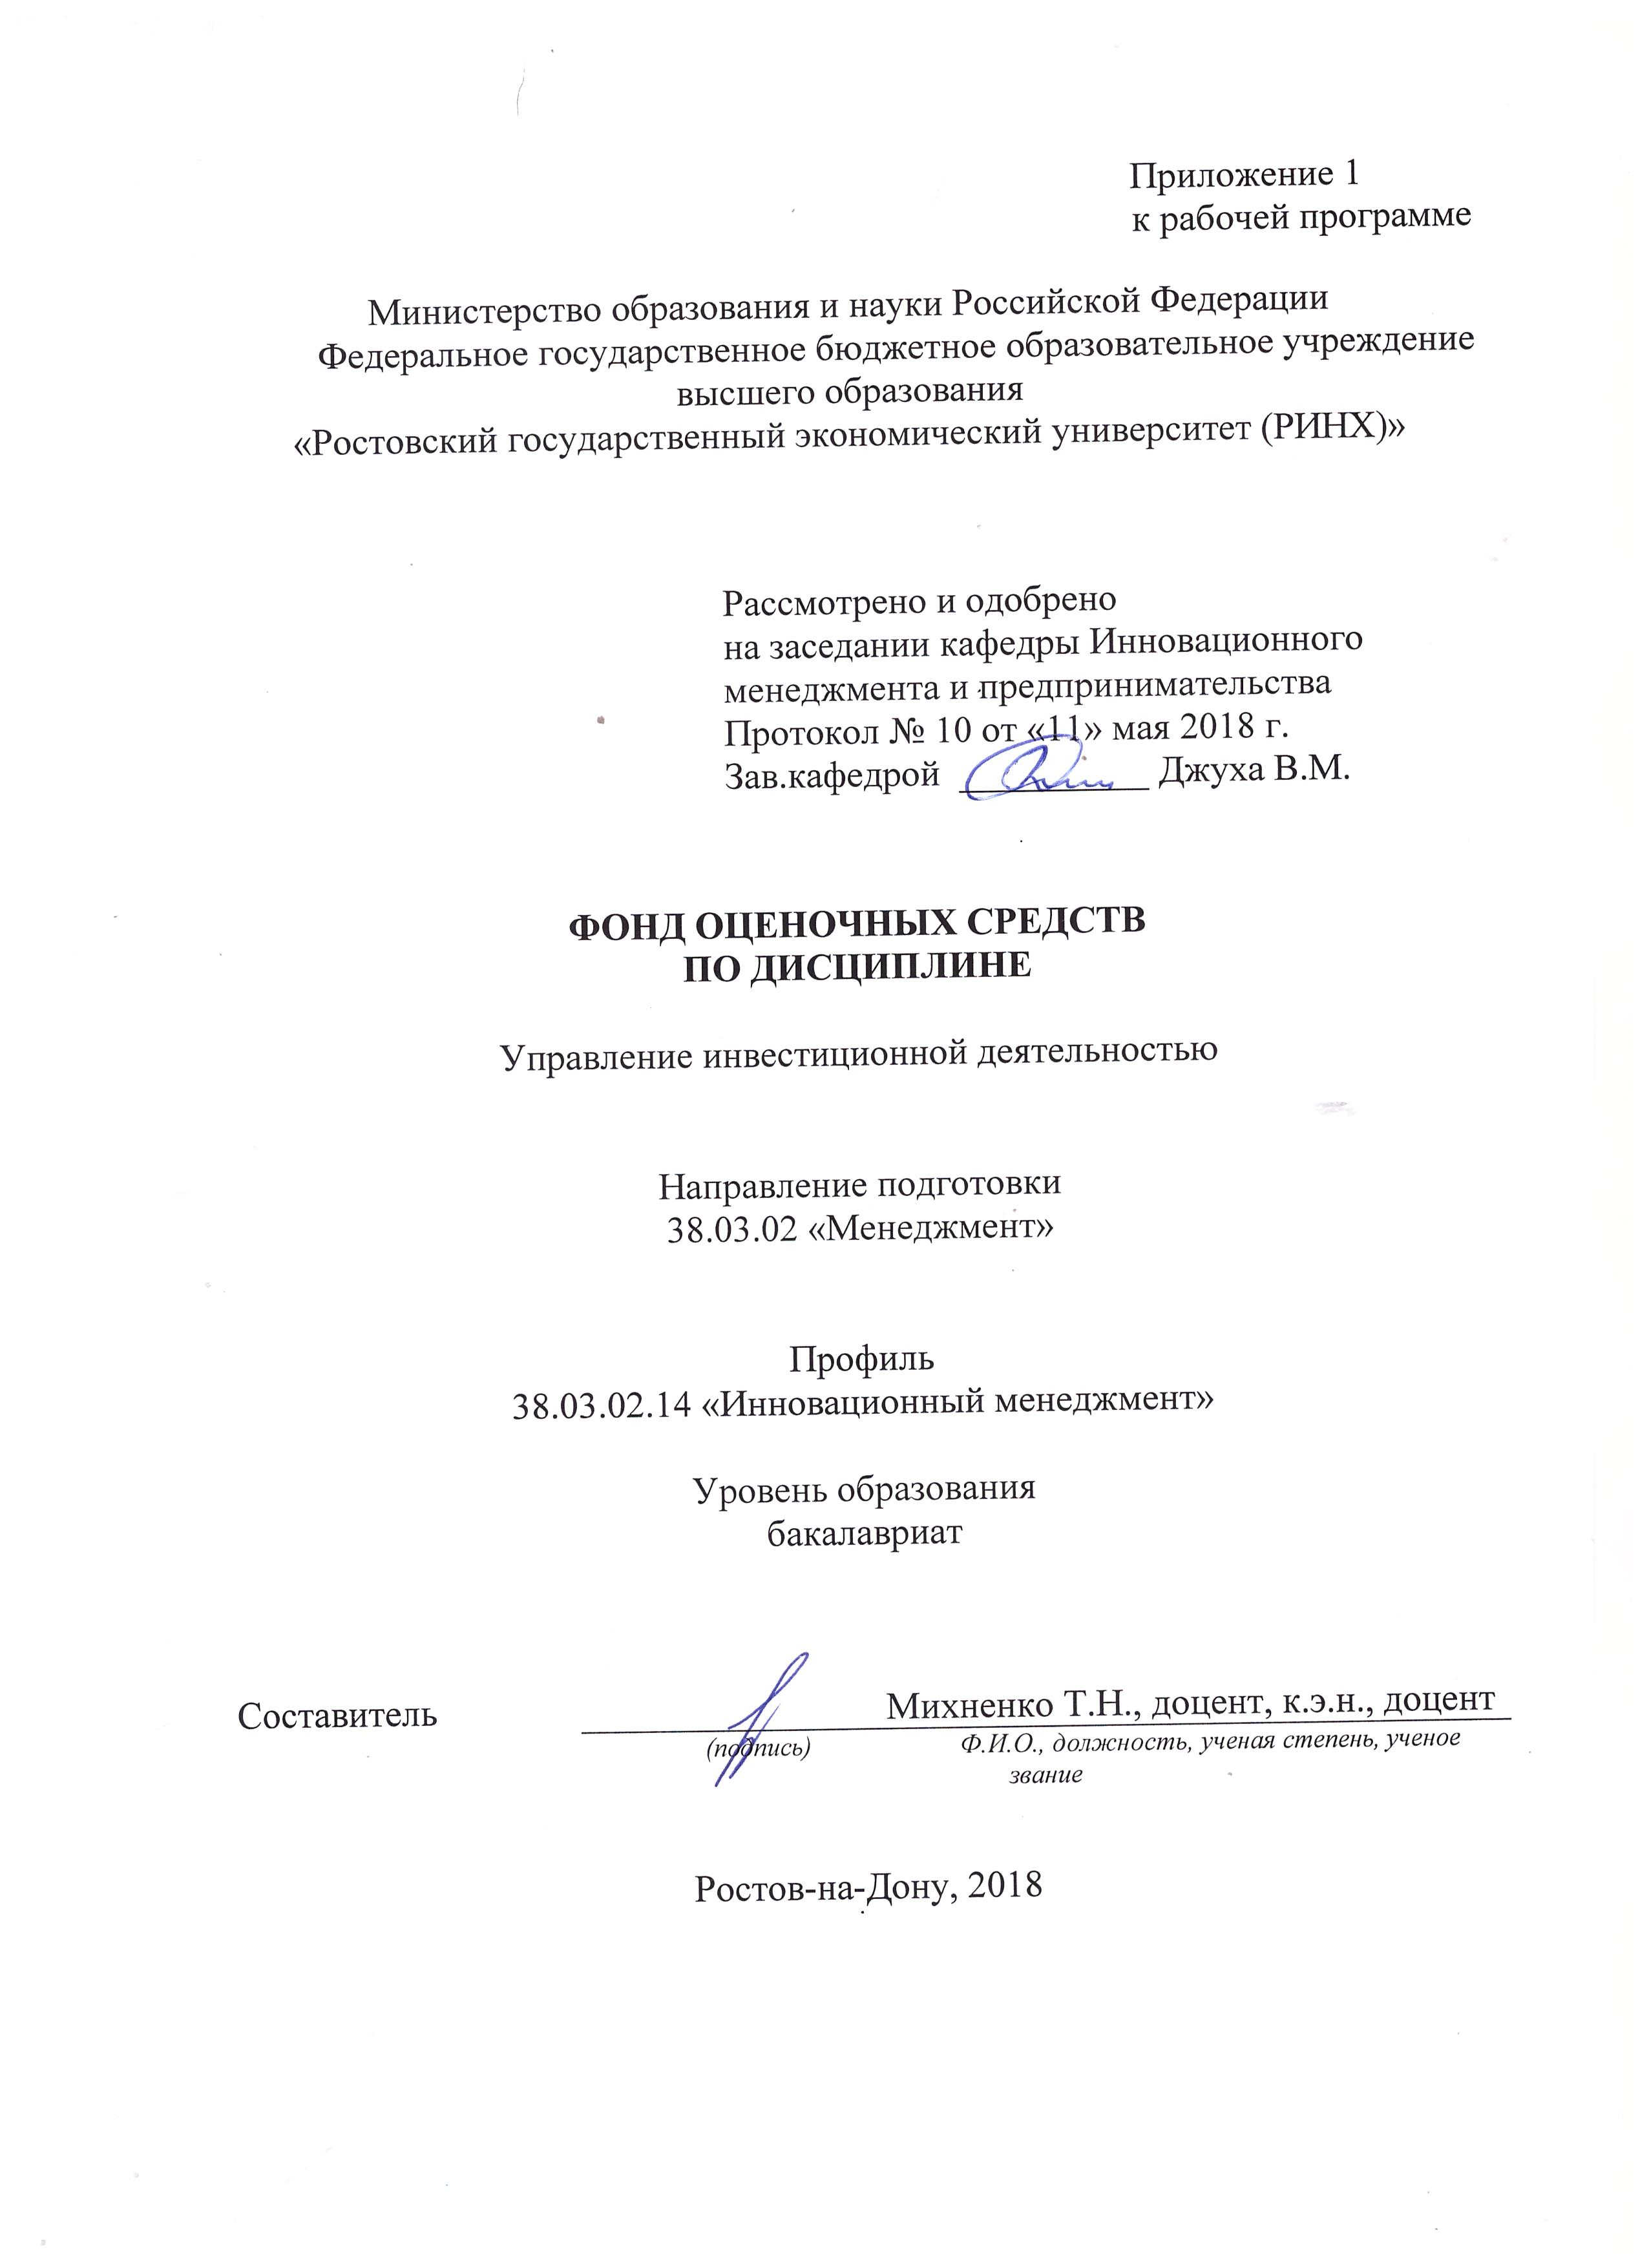 Приложение 1
к рабочей программе
Министерство образования и науки Российской Федерации
Федеральное государственное бюджетное образовательное учреждение
высшего образования
«Ростовский государственный экономический университет (РИНХ)»
Рассмотрено и одобрено
на заседании кафедры Инновационного
менеджмента и предпринимательства
Протокол № 10 от «11» мая 2018 г.
Зав.кафедрой ___________ Джуха В.М.
ФОНД ОЦЕНОЧНЫХ СРЕДСТВ
ПО ДИСЦИПЛИНЕ
Управление инвестиционной деятельностью
Направление подготовки
38.03.02 «Менеджмент»
Профиль
38.03.02.14 «Инновационный менеджмент»
Уровень образования
бакалавриат
Составитель Михненко Т.Н., доцент, к.э.н., доцент
(подпись) Ф.И.О., должность, ученая степень, ученое
звание
Ростов-на-Дону, 2018